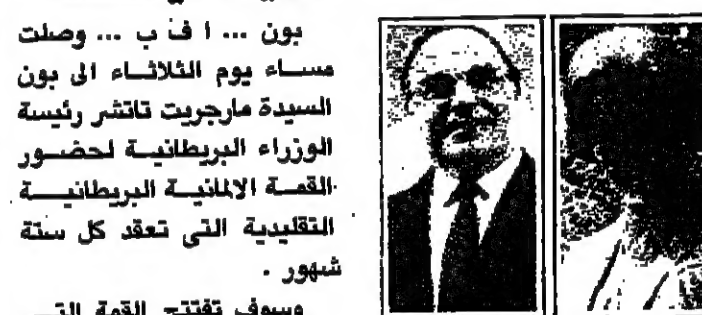 بون ... ا ف ب ... وصلت
مساء يوم الثلاثاء الى بون
السيدة مارجريت تاتشر رئيسة
الوزراء البريطانية لحضور
القمة الالمانية البريطانية
التقليدية التى تعقد كل ستة
شهور .
وسوف تفتتح القمة التى